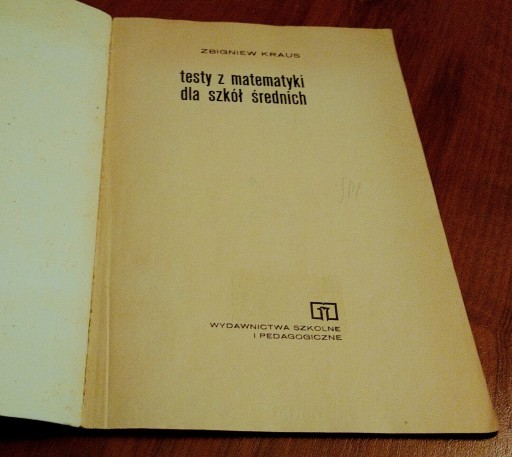 ZBIGNIEW KRAUS
testy z matematyki
dla szkół średnich
WYDAWNICTWA SZKOLNE
I PEDAGOGICZNE